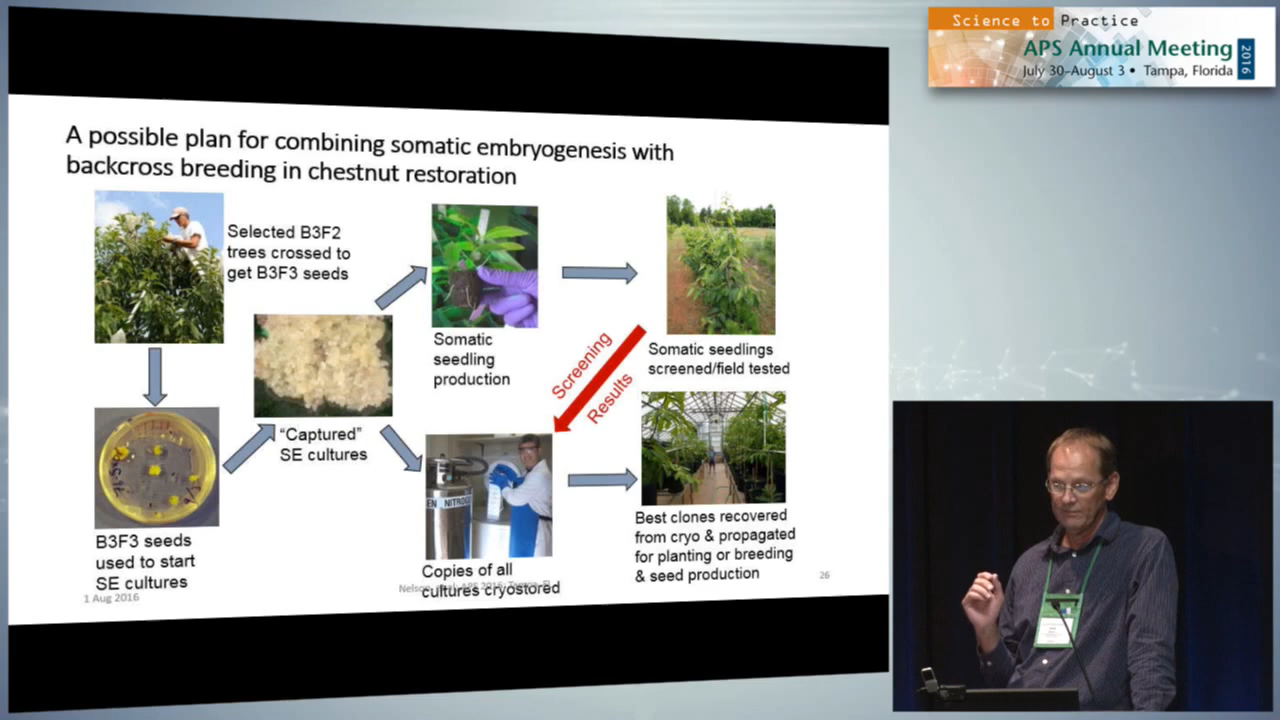 Science to Practice
APS Annual Meeting
2016
July 30-August 3 • Tampa, Florida
A possible plan for combining somatic embryogenesis with
backcross breeding in chestnut restoration
Selected B3F2
trees crossed to
get B3F3 seeds
"Captured"
SE cultures
B3F3 seeds
used to start
SE cultures
Somatic
seedling
production
Somatic seedlings
screened/field tested
Screening
Results
EN NITROG
Copies of all
cultures cryostored
Best clones recovered
from cryo & propagated
for planting or breeding
& seed production
1 Aug 2016
26